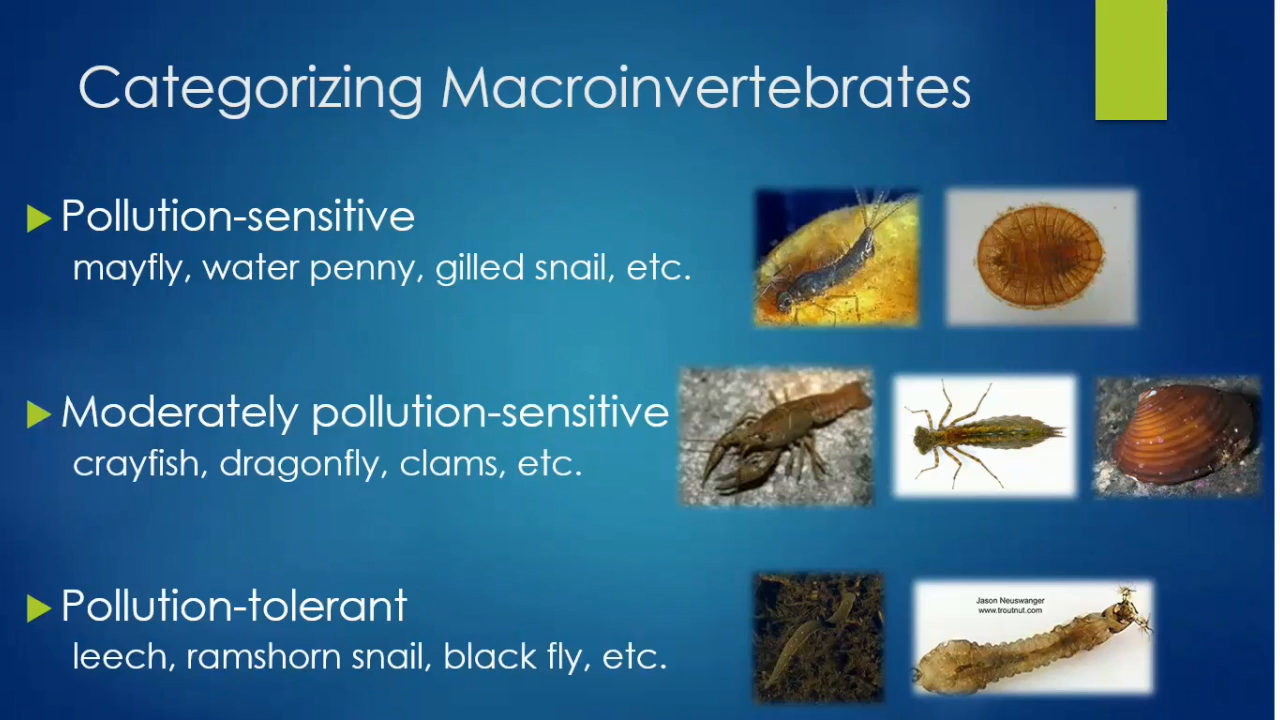 Categorizing Macroinvertebrates
Pollution-sensitive
mayfly, water penny, gilled snail, etc.
Moderately pollution-sensitive
crayfish, dragonfly, clams, etc.
Pollution-tolerant
leech, ramshorn snail, black fly, etc.
Jason Neuswanger
www.troutnut.com